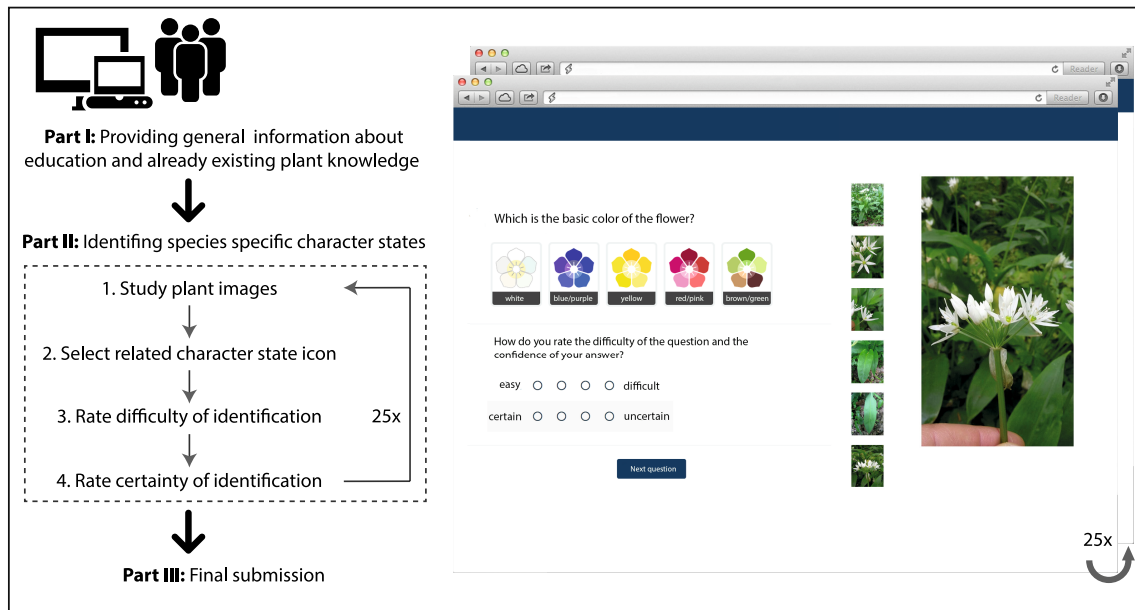 Part I: Providing general information about
education and already existing plant knowledge
Part II: Identifing species specific character states
1. Study plant images
2. Select related character state icon
3. Rate difficulty of identification
25x
4. Rate certainty of identification
Part III: Final submission
Reader
Reader
Which is the basic color of the flower?
white
blue/purple
yellow
red/pink
brown/green
How do you rate the difficulty of the question and the
confidence of your answer?
easy
difficult
certain
uncertain
Next question
25x